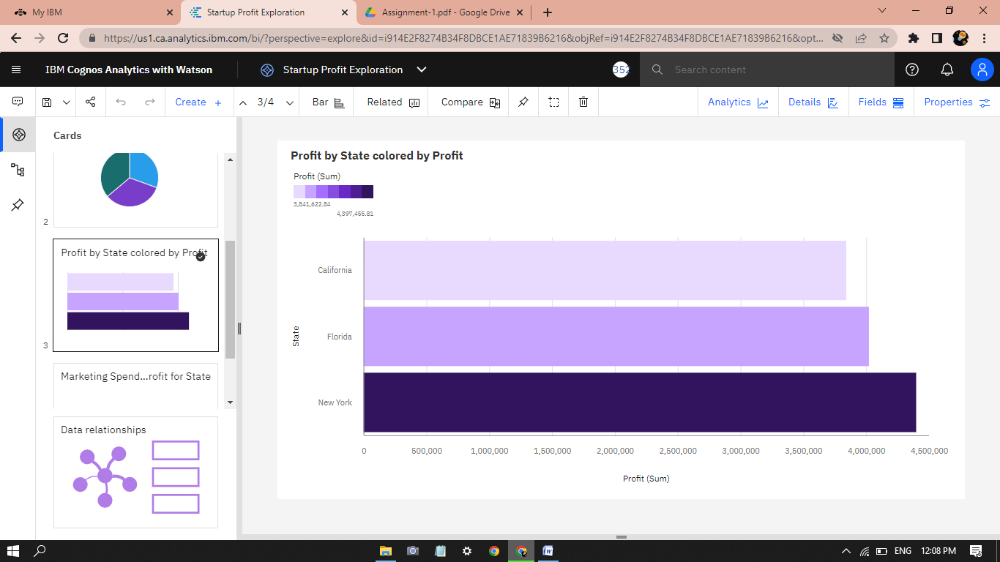 My IBM
Startup Profit Exploration
Assignment-1.pdf - Google Drive
https://us1.ca.analytics.ibm.com/bi/?perspective=explore&id=i914E2F8274B34F8DBCE1AE71839B6216&objRef=i914E2F8274B34F8DBCE1AE71839B6216&opt...
IBM Cognos Analytics with Watson
Startup Profit Exploration
352
Search content
Create
3/4
Bar
Related
Compare
Analytics
Details
Fields
Properties
Cards
2
Profit by State colored by Profit
3
Marketing Spend...rofit for State
Data relationships
Profit by State colored by Profit
Profit (Sum)
3,841,622.84
4,397,455.81
California
Florida
New York
State
0 500,000 1,000,000 1,500,000 2,000,000 2,500,000 3,000,000 3,500,000 4,000,000 4,500,000
Profit (Sum)
ENG
12:08 PM